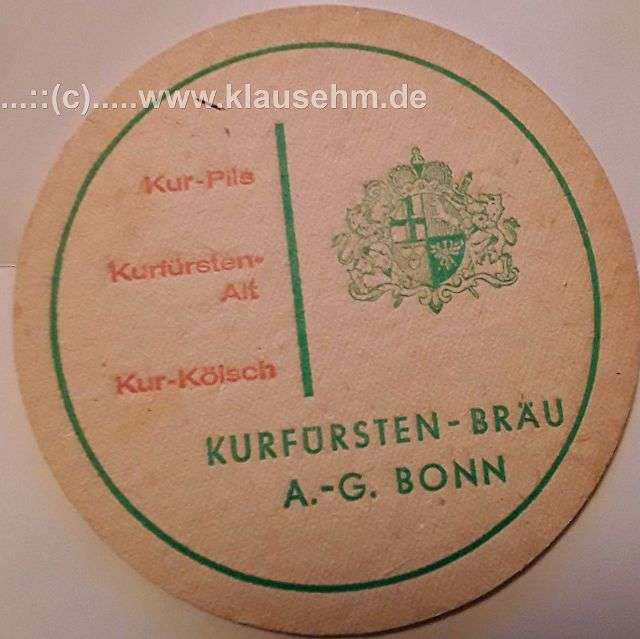 ...::(c).....www.klausehm.de
Kur-Pils
Kurfürsten-
Alt
Kur-Kölsch
KURFÜRSTEN-BRÄU
A.-G. BONN